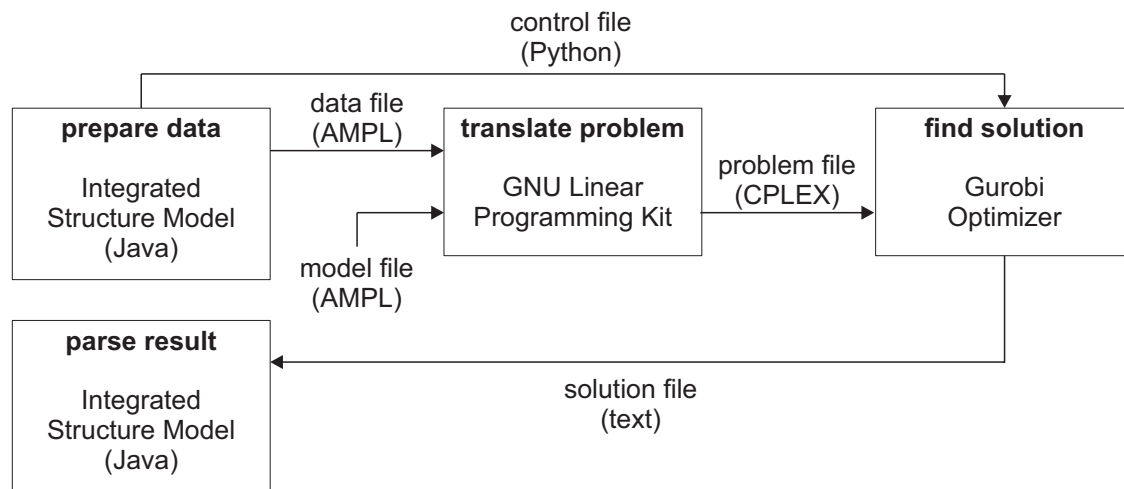 control file
(Python)
prepare data
Integrated
Structure Model
(Java)
data file
(AMPL)
model file
(AMPL)
translate problem
GNU Linear
Programming Kit
problem file
(CPLEX)
find solution
Gurobi
Optimizer
parse result
Integrated
Structure Model
(Java)
solution file
(text)